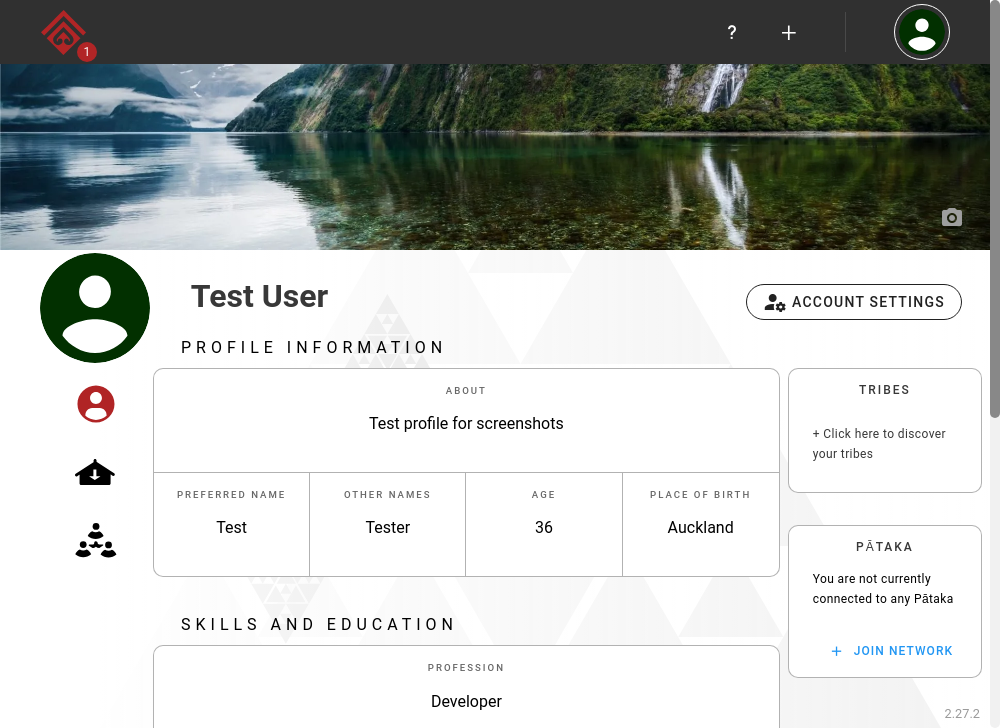 1
?
Test User
ACCOUNT SETTINGS
PROFILE INFORMATION
ABOUT
Test profile for screenshots
PREFERRED NAME
Test
OTHER NAMES
Tester
AGE
36
PLACE OF BIRTH
Auckland
TRIBES
+ Click here to discover
your tribes
PĀTAKA
You are not currently
connected to any Pātaka
+ JOIN NETWORK
SKILLS AND EDUCATION
PROFESSION
Developer
2.27.2